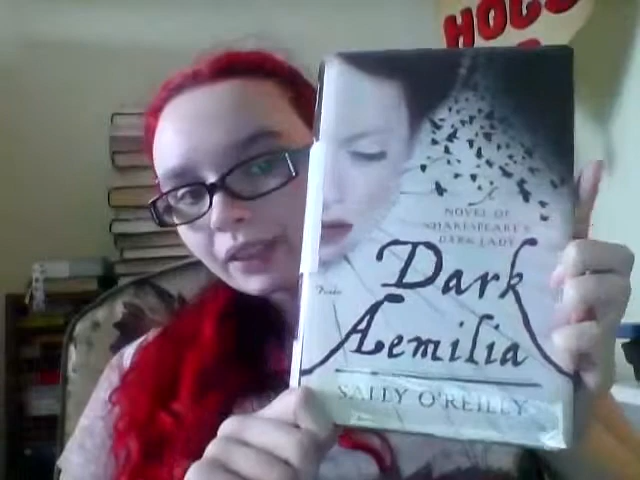 A
NOVEL OF
SHAKESPEARE'S
DARK LADY
Dark
Aemilia
SALLY O'REILLY